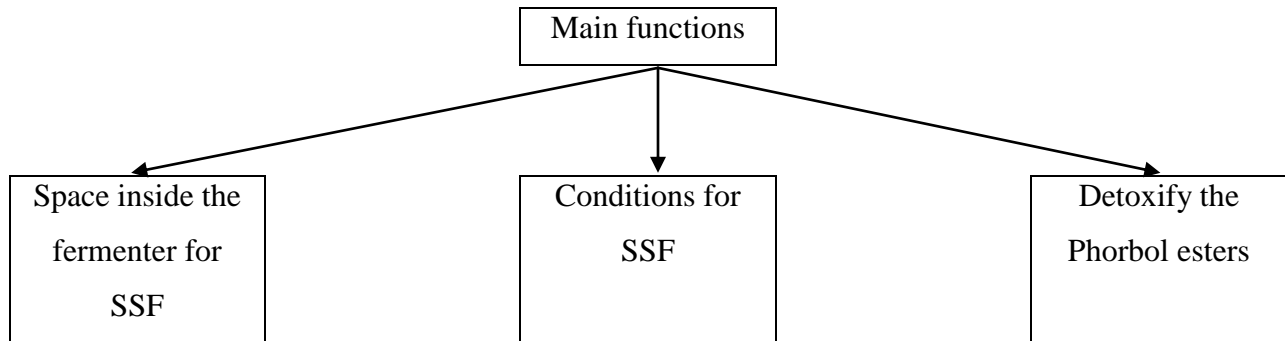 Main functions
Space inside the
fermenter for
SSF
Conditions for
SSF
Detoxify the
Phorbol esters